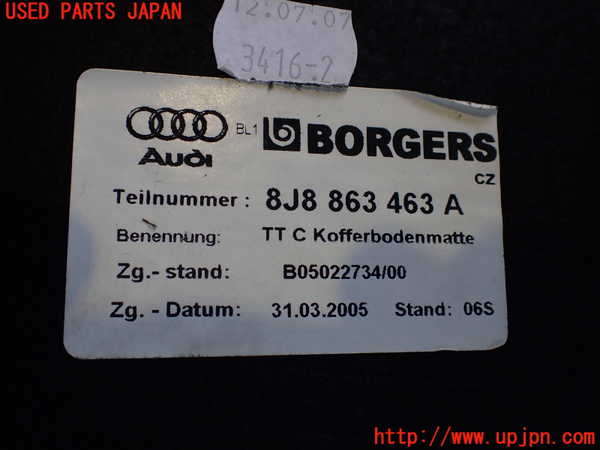 USED PARTS JAPAN
12.07.07
3416-2
BL1 BORGERS
Audi
CZ
Teilnummer : 8J8 863 463 A
Benennung: TT C Kofferbodenmatte
Zg.- stand: B05022734/00
Zg. - Datum: 31.03.2005 Stand: 06S
http://www.upjpn.com/